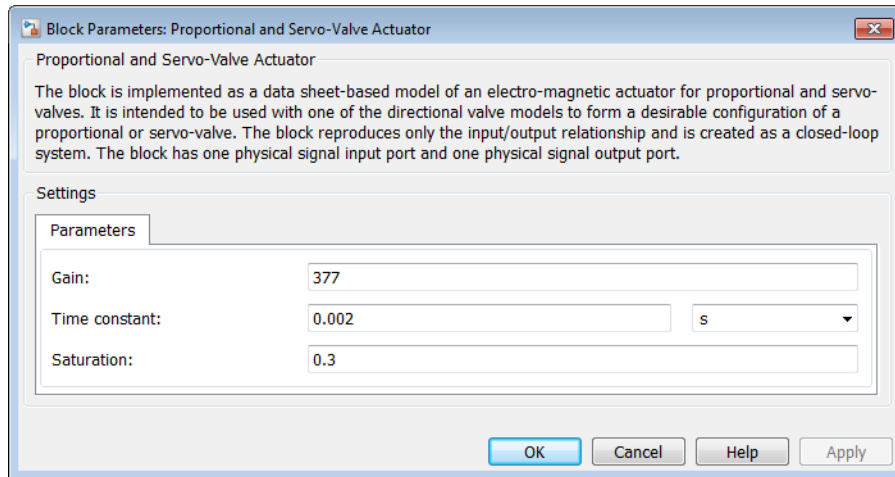 Block Parameters: Proportional and Servo-Valve Actuator
Proportional and Servo-Valve Actuator
The block is implemented as a data sheet-based model of an electro-magnetic actuator for proportional and servo-
valves. It is intended to be used with one of the directional valve models to form a desirable configuration of a
proportional or servo-valve. The block reproduces only the input/output relationship and is created as a closed-loop
system. The block has one physical signal input port and one physical signal output port.
Settings
Parameters
Gain: 377
Time constant: 0.002 s
Saturation: 0.3
OK Cancel Help Apply